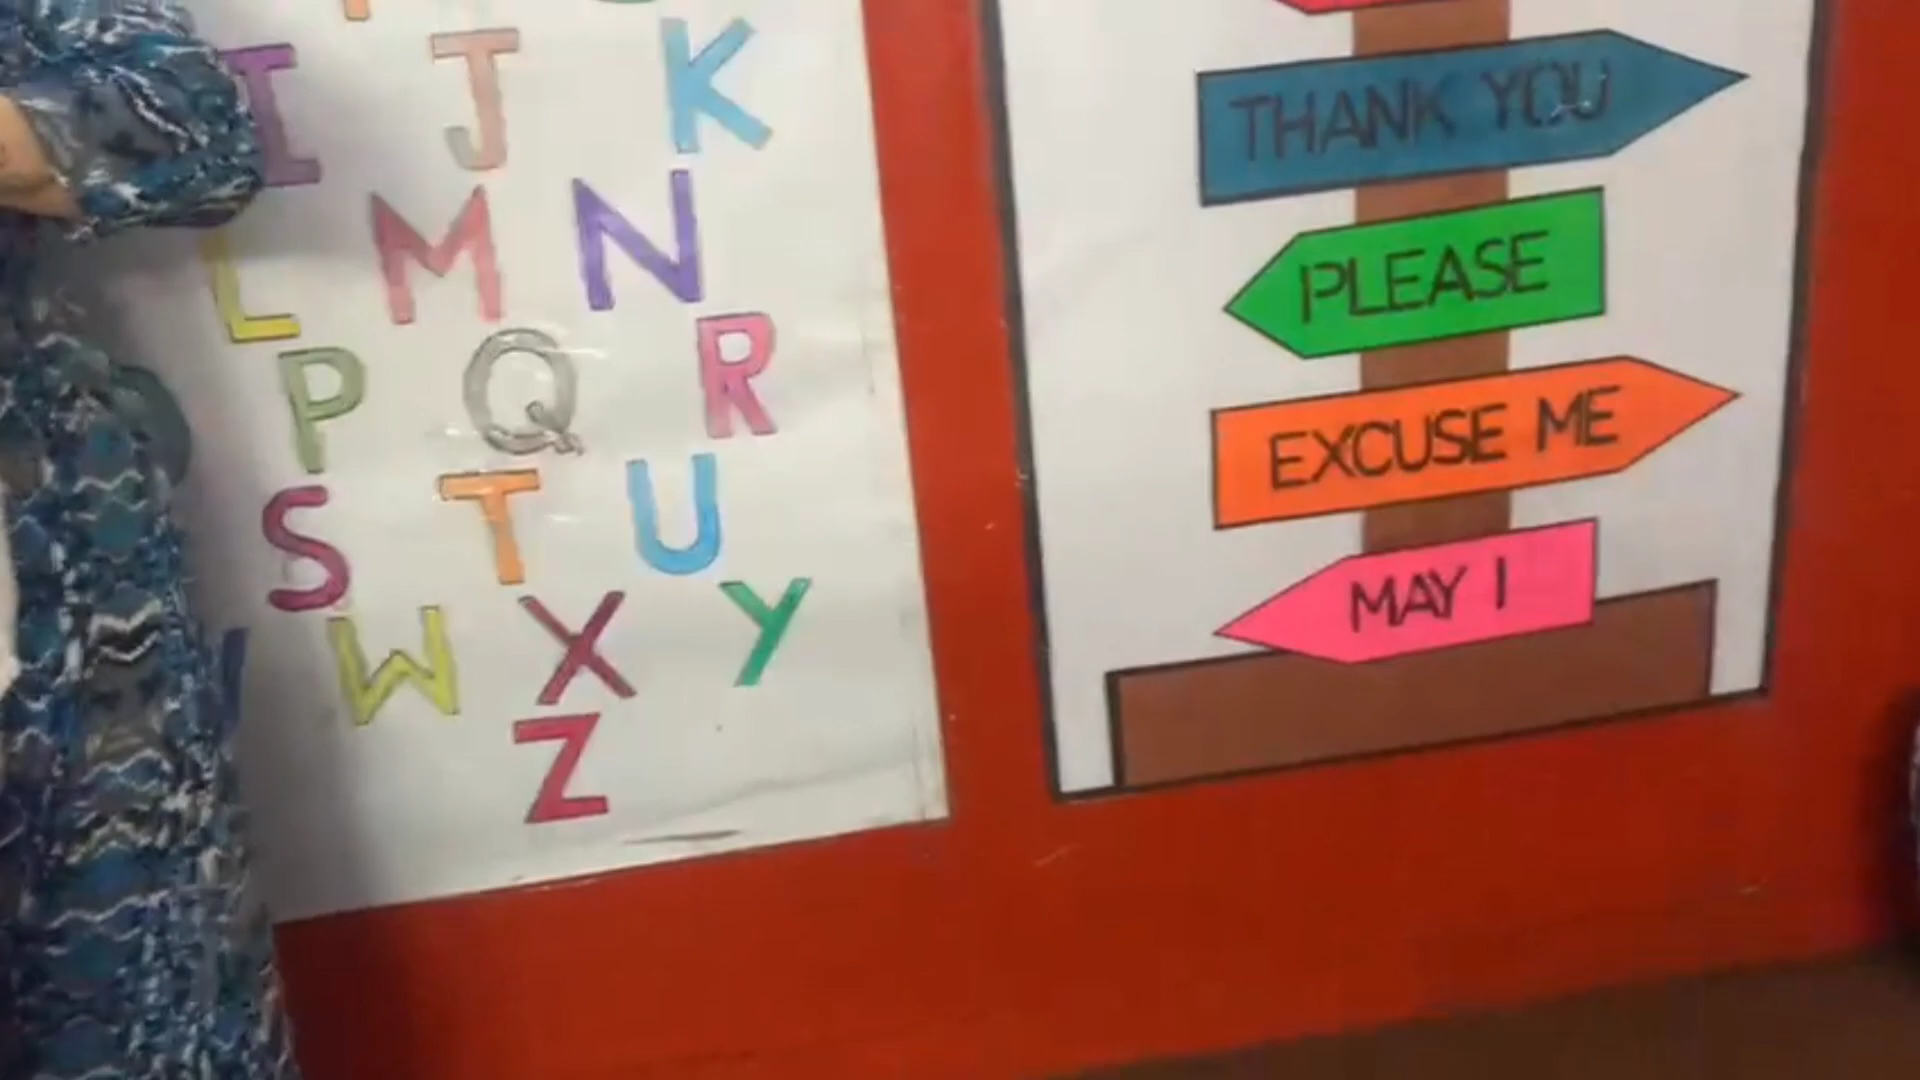 I J K
L M N
P Q R
S T U
V W X Y
Z
THANK YOU
PLEASE
EXCUSE ME
MAY I